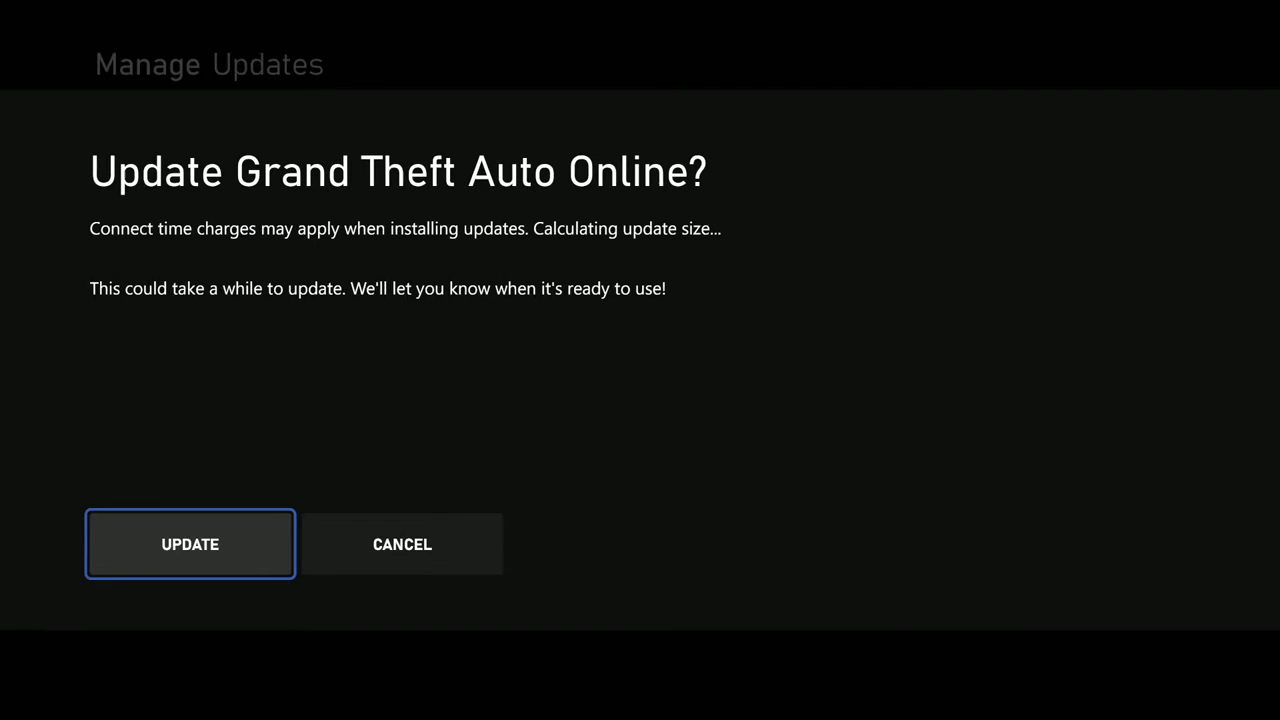 Manage Updates
Update Grand Theft Auto Online?
Connect time charges may apply when installing updates. Calculating update size...
This could take a while to update. We'll let you know when it's ready to use!
UPDATE
CANCEL